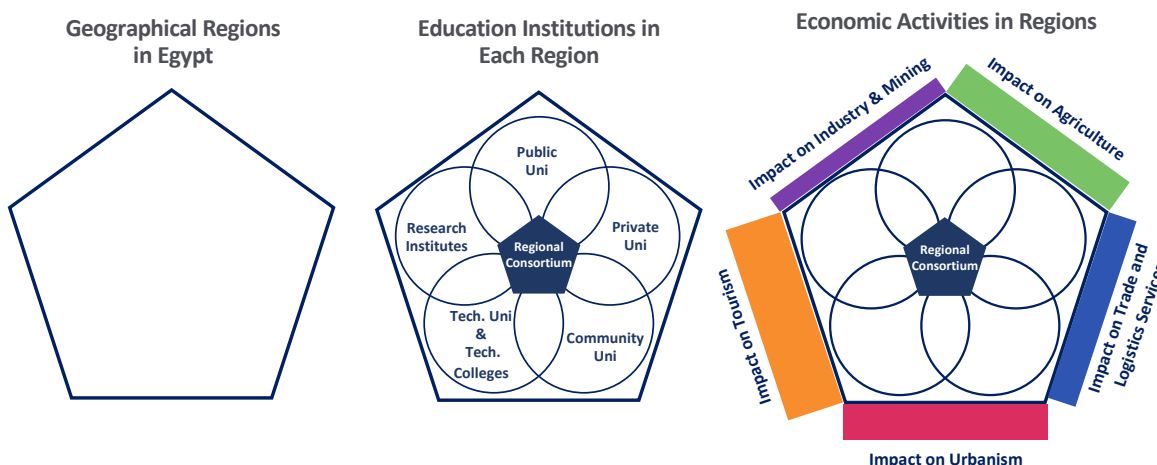 Geographical Regions
in Egypt
Education Institutions in
Each Region
Public
Uni
Research
Institutes
Private
Uni
Regional
Consortium
Tech. Uni
&
Tech.
Colleges
Community
Uni
Economic Activities in Regions
Impact on Industry & Mining
Impact on Agriculture
Regional
Consortium
Impact on Tourism
Impact on Trade and
Logistics Services
Impact on Urbanism